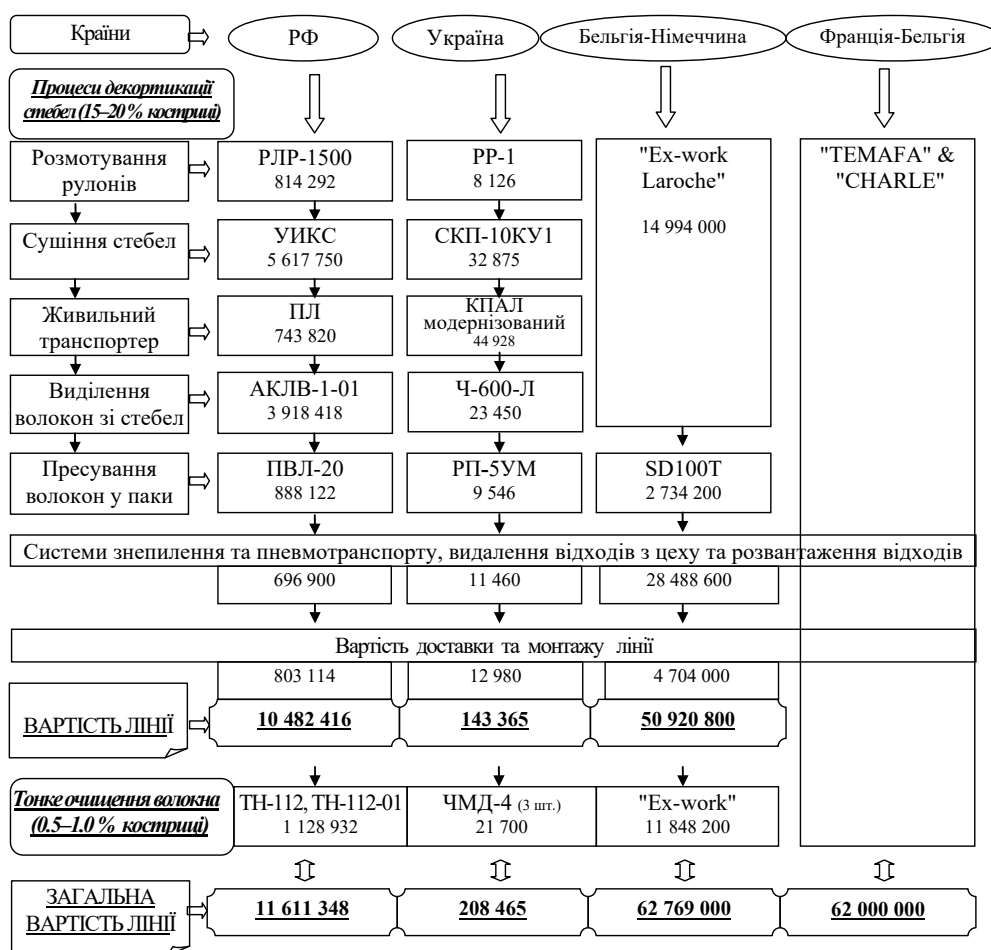 Країни
РФ
Україна
Бельгія-Німеччина
Франція-Бельгія
Процеси декортикації
стебел (15–20 % костриці)
Розмотування
рулонів
РЛР-1500
814 292
РР-1
8 126
"Ex-work
Laroche"
14 994 000
"TEMAFA" &
"CHARLE"
Сушіння стебел
УИКС
5 617 750
СКП-10КУ1
32 875
Живильний
транспортер
ПЛ
743 820
КПАЛ
модернізований
44 928
Виділення
волокон зі стебел
АКЛВ-1-01
3 918 418
Ч-600-Л
23 450
Пресування
волокон у паки
ПВЛ-20
888 122
РП-5УМ
9 546
SD100T
2 734 200
Системи знепилення та пневмотранспорту, видалення відходів з цеху та розвантаження відходів
696 900
11 460
28 488 600
Вартість доставки та монтажу лінії
803 114
12 980
4 704 000
ВАРТІСТЬ ЛІНІЇ
10 482 416
143 365
50 920 800
Тонке очищення волокна
(0.5–1.0 % костриці)
ТН-112, ТН-112-01
1 128 932
ЧМД-4 (3 шт.)
21 700
"Ex-work"
11 848 200
ЗАГАЛЬНА
ВАРТІСТЬ ЛІНІЇ
11 611 348
208 465
62 769 000
62 000 000